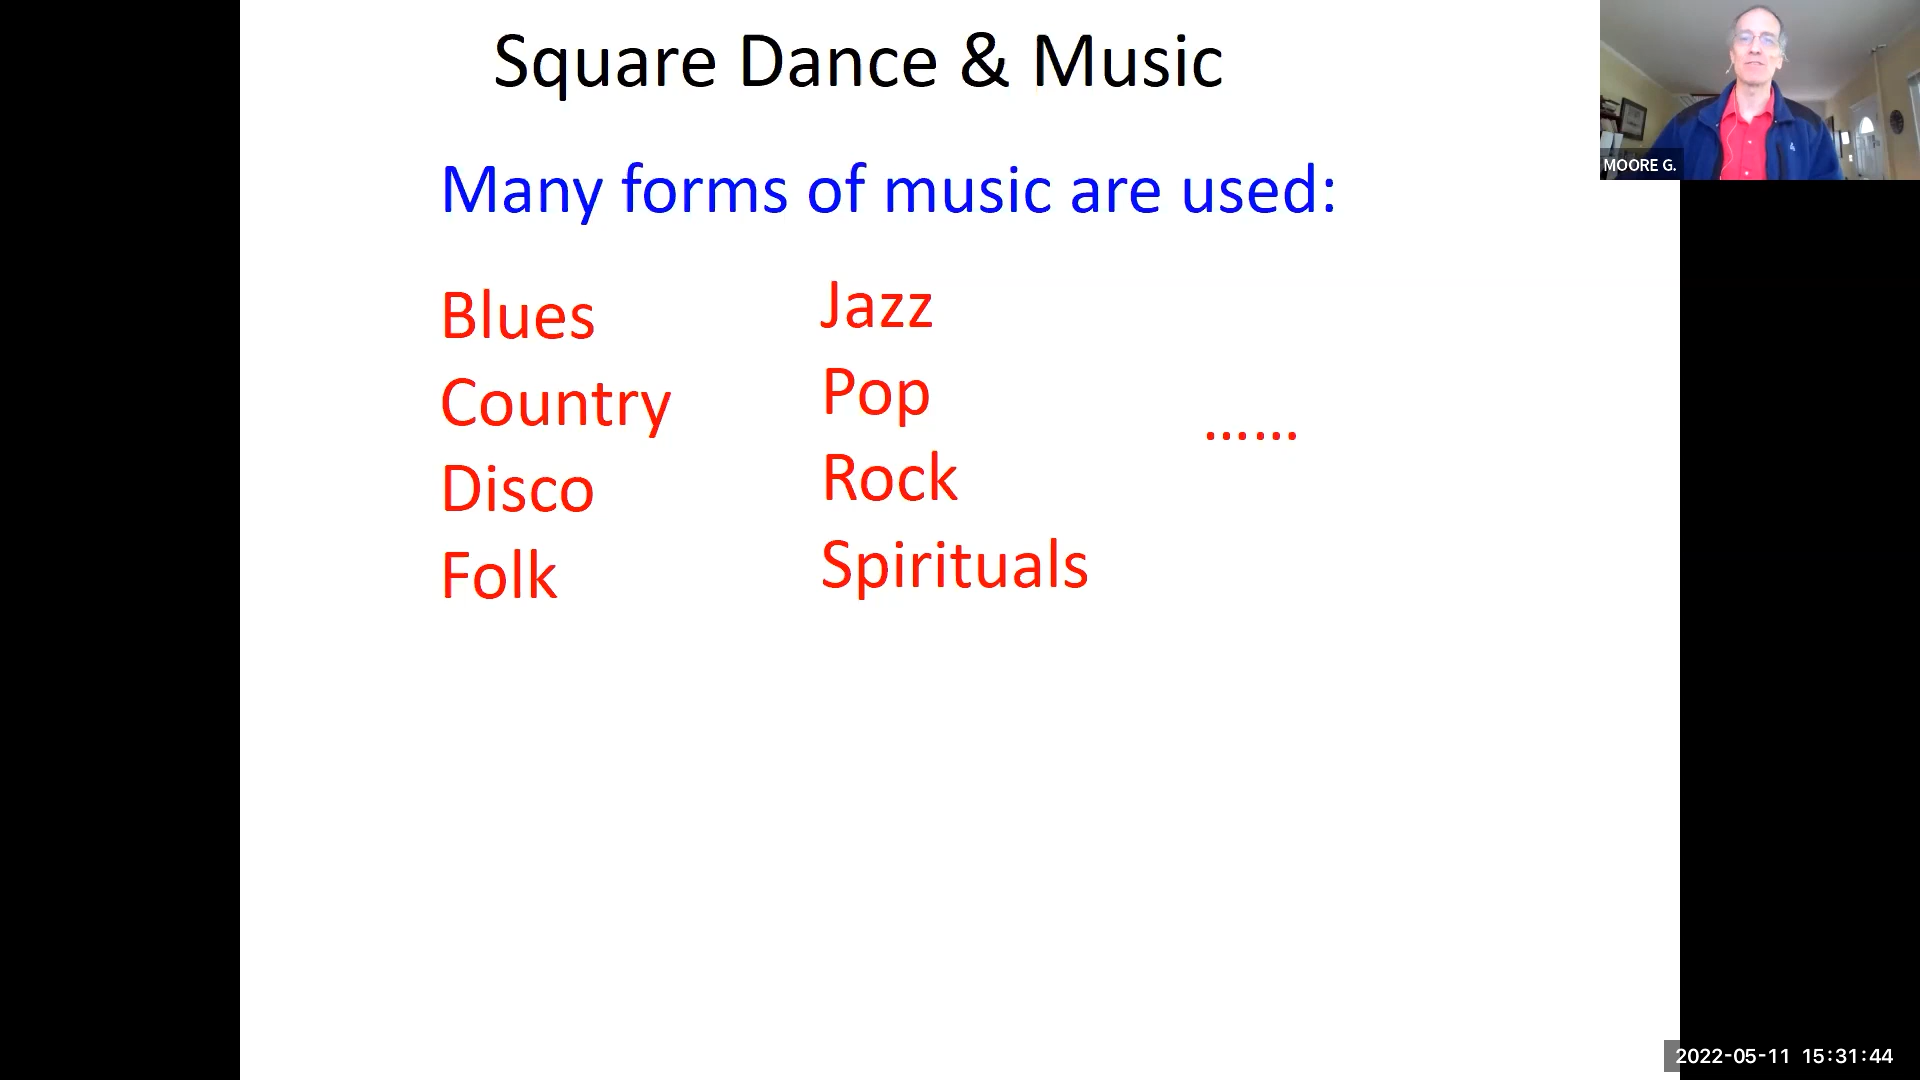 Square Dance & Music
Many forms of music are used:
Blues
Country
Disco
Folk
Jazz
Pop
Rock
Spirituals
......
MOORE G.
2022-05-11 15:31:44